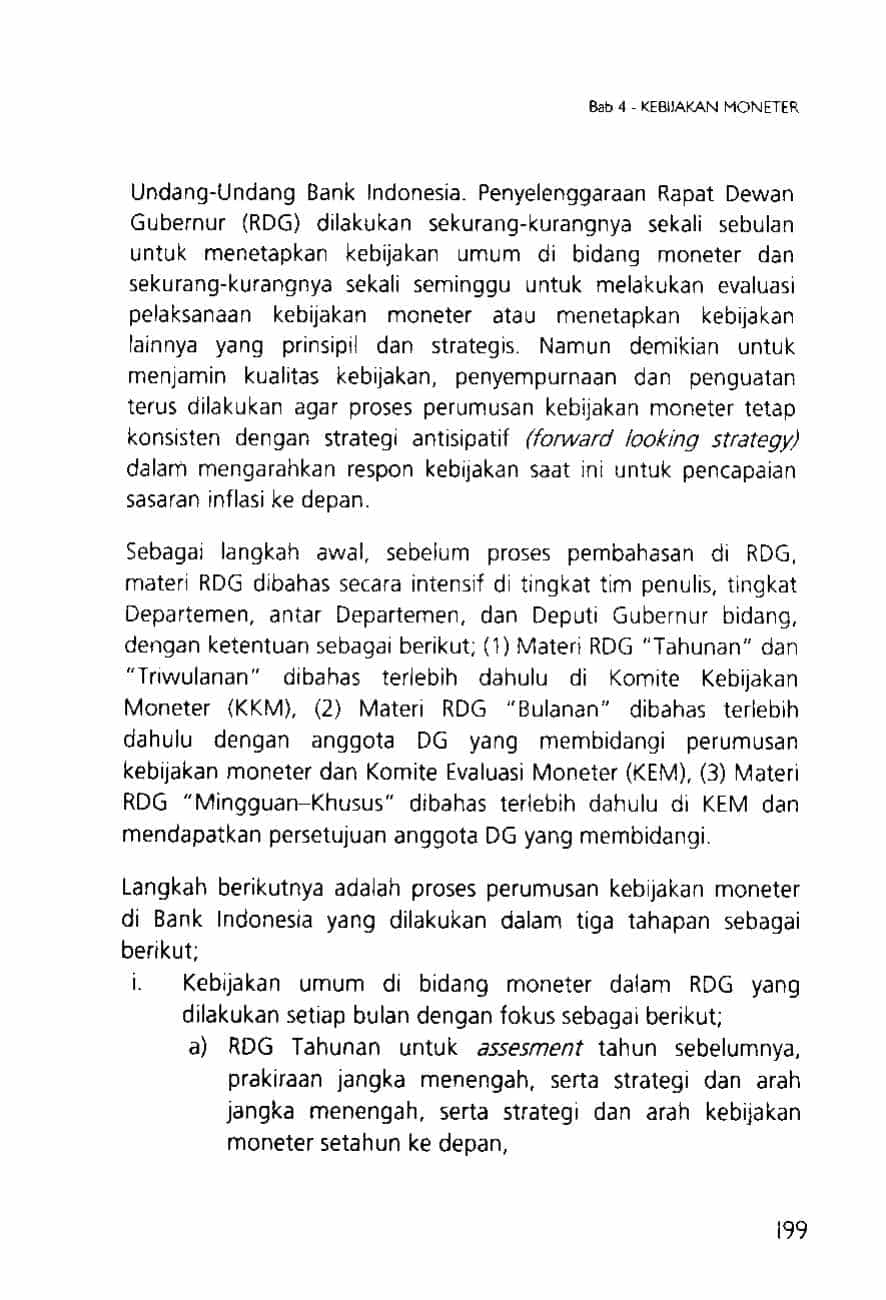 Bab 4 - KEBIJAKAN MONETER
Undang-Undang Bank Indonesia. Penyelenggaraan Rapat Dewan
Gubernur (RDG) dilakukan sekurang-kurangnya sekali sebulan
untuk menetapkan kebijakan umum di bidang moneter dan
sekurang-kurangnya sekali seminggu untuk melakukan evaluasi
pelaksanaan kebijakan moneter atau menetapkan kebijakan
lainnya yang prinsipil dan strategis. Namun demikian untuk
menjamin kualitas kebijakan, penyempurnaan dan penguatan
terus dilakukan agar proses perumusan kebijakan moneter tetap
konsisten dengan strategi antisipatif (forward looking strategy)
dalam mengarahkan respon kebijakan saat ini untuk pencapaian
sasaran inflasi ke depan.
Sebagai langkah awal, sebelum proses pembahasan di RDG,
materi RDG dibahas secara intensif di tingkat tim penulis, tingkat
Departemen, antar Departemen, dan Deputi Gubernur bidang,
dengan ketentuan sebagai berikut; (1) Materi RDG "Tahunan" dan
"Triwulanan" dibahas terlebih dahulu di Komite Kebijakan
Moneter (KKM), (2) Materi RDG "Bulanan" dibahas terlebih
dahulu dengan anggota DG yang membidangi perumusan
kebijakan moneter dan Komite Evaluasi Moneter (KEM), (3) Materi
RDG "Mingguan–Khusus" dibahas terlebih dahulu di KEM dan
mendapatkan persetujuan anggota DG yang membidangi.
Langkah berikutnya adalah proses perumusan kebijakan moneter
di Bank Indonesia yang dilakukan dalam tiga tahapan sebagai
berikut;
i. Kebijakan umum di bidang moneter dalam RDG yang
dilakukan setiap bulan dengan fokus sebagai berikut;
a) RDG Tahunan untuk assesment tahun sebelumnya,
prakiraan jangka menengah, serta strategi dan arah
jangka menengah, serta strategi dan arah kebijakan
moneter setahun ke depan,
199